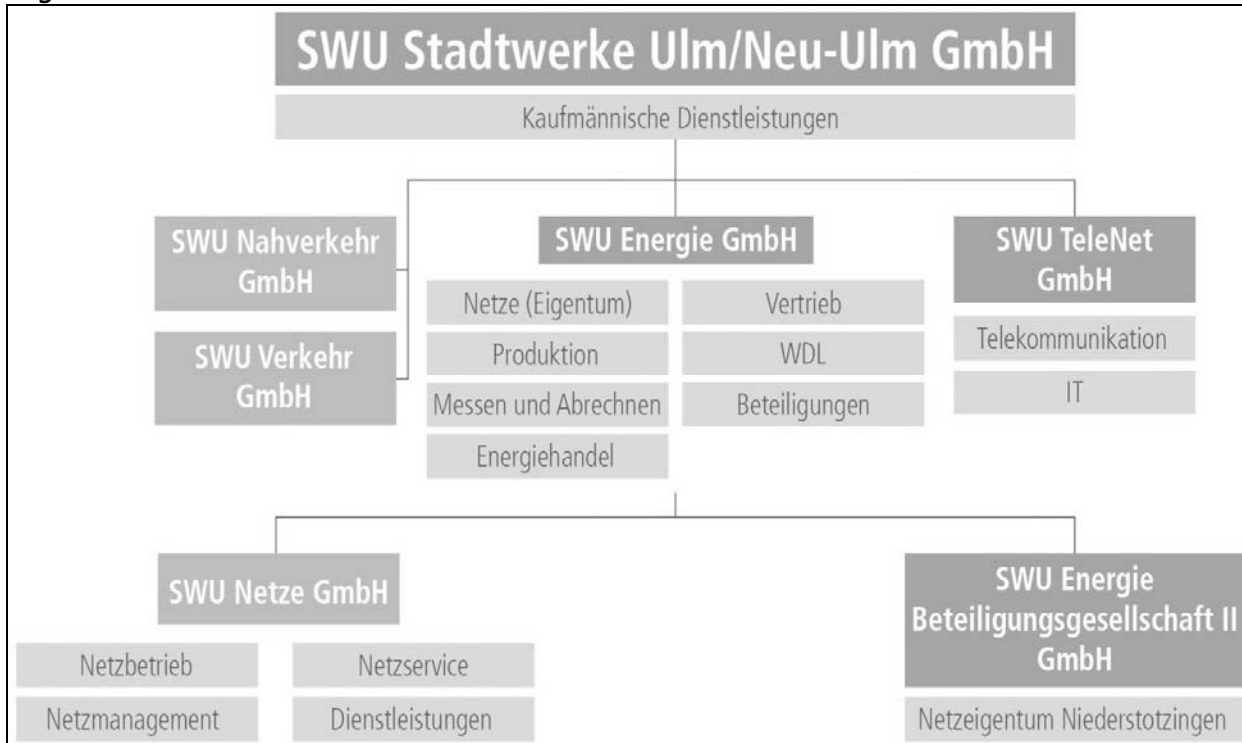 SWU Stadtwerke Ulm/Neu-Ulm GmbH
Kaufmännische Dienstleistungen
SWU Nahverkehr
GmbH
SWU Verkehr
GmbH
SWU Energie GmbH
Netze (Eigentum)
Vertrieb
Produktion
WDL
Messen und Abrechnen
Beteiligungen
Energiehandel
SWU TeleNet
GmbH
Telekommunikation
IT
SWU Netze GmbH
Netzbetrieb
Netzservice
Netzmanagement
Dienstleistungen
SWU Energie
Beteiligungsgesellschaft II
GmbH
Netzeigentum Niederstotzingen